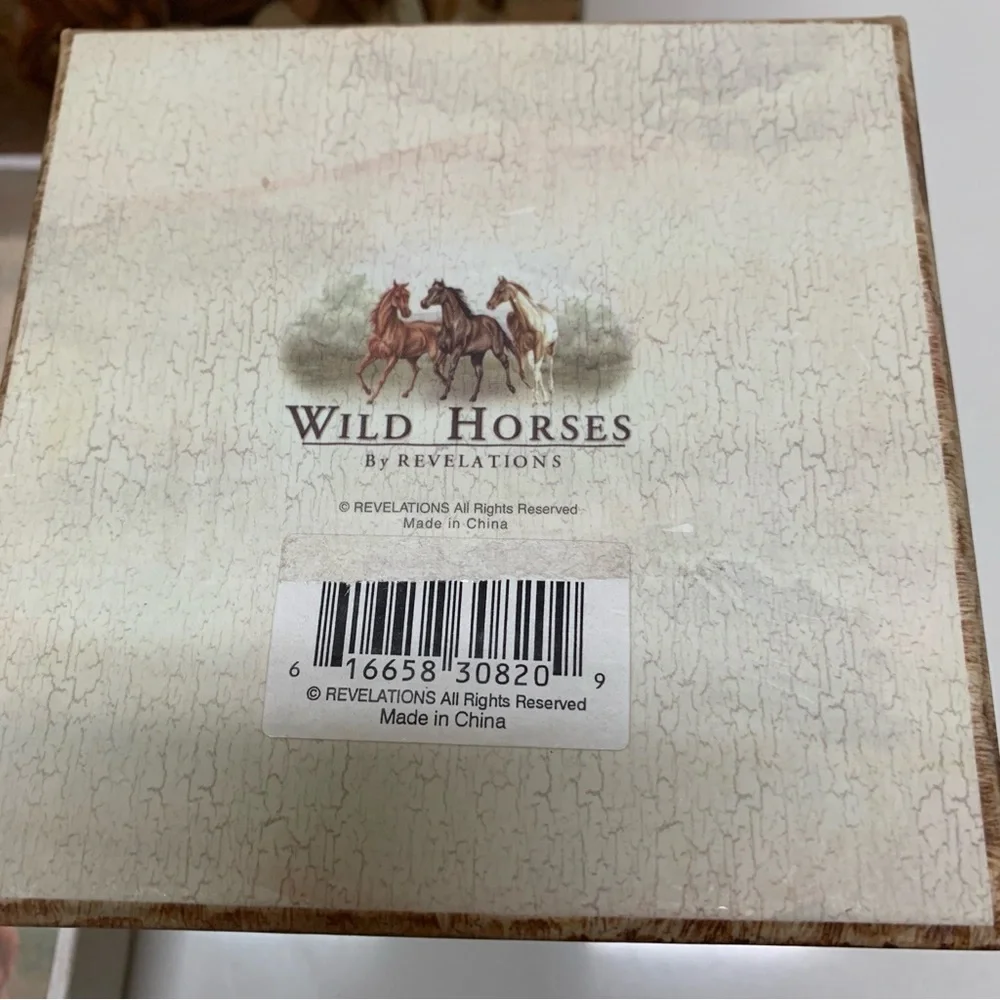 WILD HORSES
By REVELATIONS
© REVELATIONS All Rights Reserved
Made in China
6 16658 30820 9
© REVELATIONS All Rights Reserved
Made in China